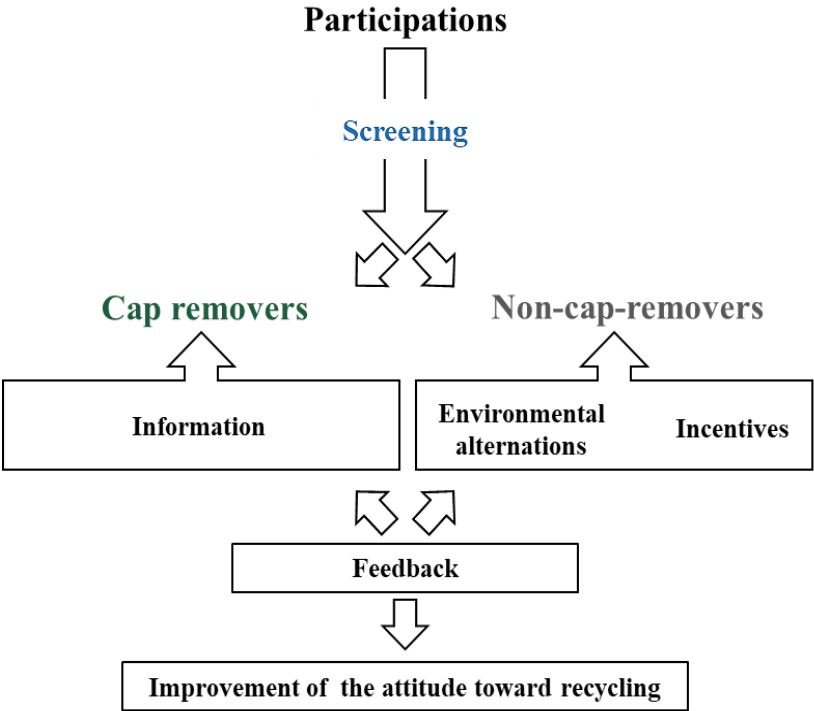 Participations
Screening
Cap removers
Non-cap-removers
Information
Environmental
alternations
Incentives
Feedback
Improvement of the attitude toward recycling